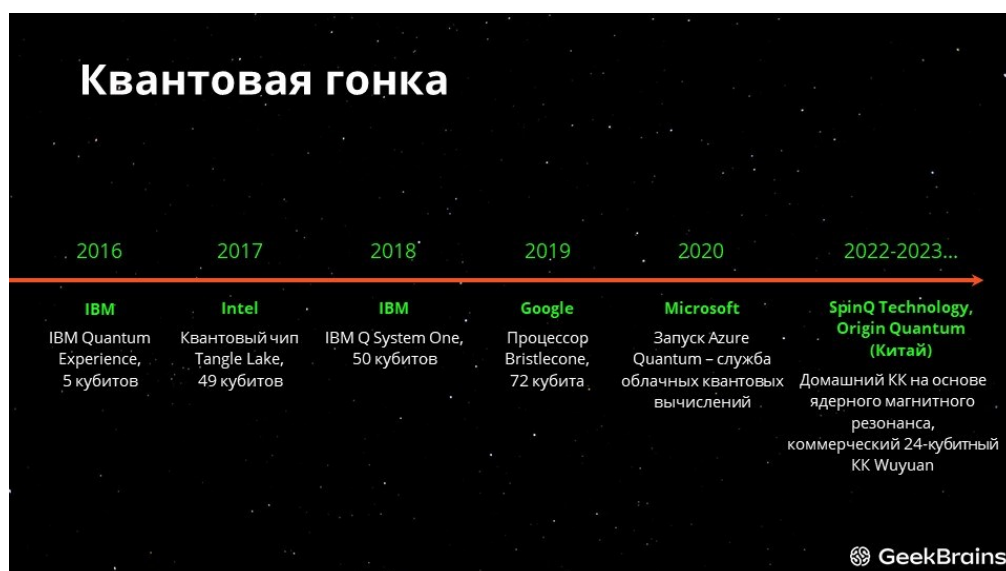 Квантовая гонка
2016
2017
2018
2019
2020
2022-2023...
IBM
IBM Quantum
Experience,
5 кубитов
Intel
Квантовый чип
Tangle Lake,
49 кубитов
IBM
IBM Q System One,
50 кубитов
Google
Процессор
Bristlecone,
72 кубита
Microsoft
Запуск Azure
Quantum – служба
облачных квантовых
вычислений
SpinQ Technology,
Origin Quantum
(Китай)
Домашний КК на основе
ядерного магнитного
резонанса,
коммерческий 24-кубитный
КК Wuyuan
GeekBrains